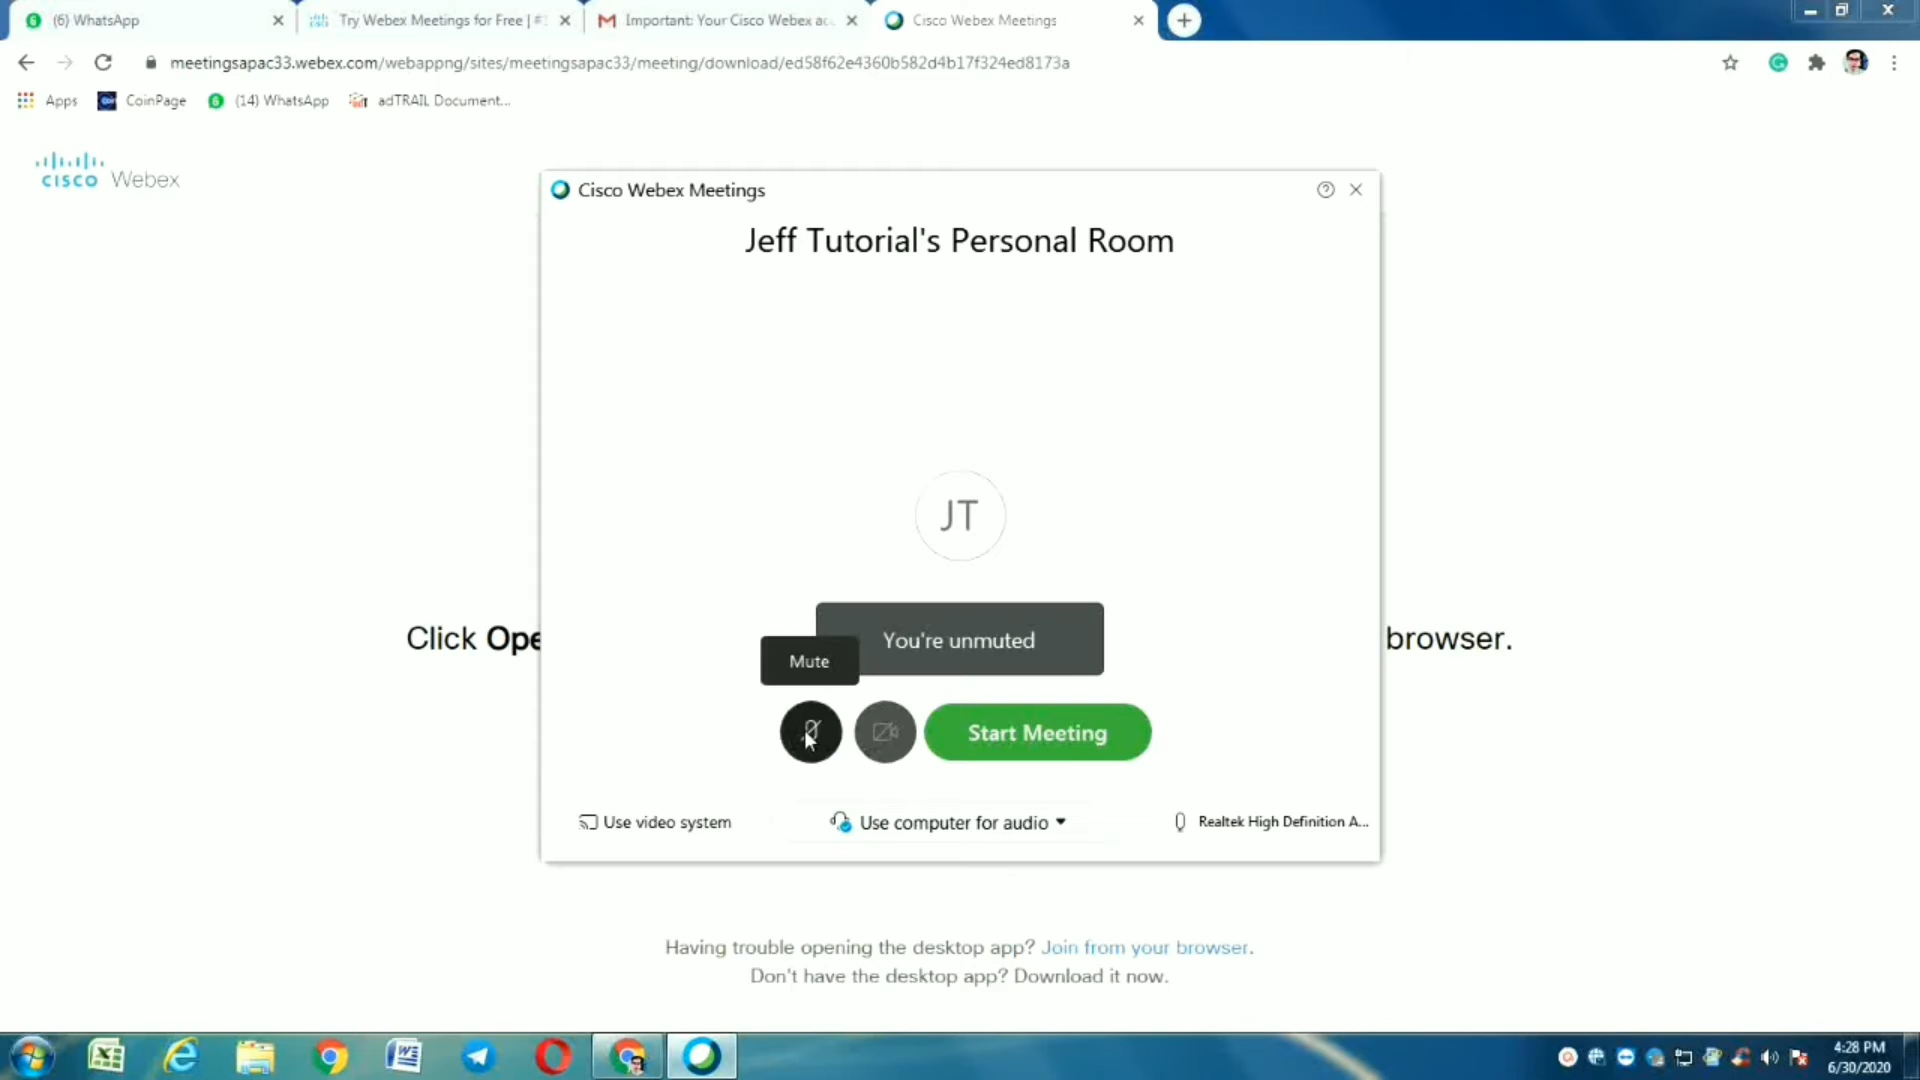 (6) WhatsApp
Try Webex Meetings for Free | #
Important: Your Cisco Webex ac
Cisco Webex Meetings
meetingsapac33.webex.com/webappng/sites/meetingsapac33/meeting/download/ed58f62e4360b582d4b17f324ed8173a
Apps
CoinPage
(14) WhatsApp
adTRAIL Document...
cisco Webex
Cisco Webex Meetings
Jeff Tutorial's Personal Room
JT
You're unmuted
Click Ope
browser.
Mute
Start Meeting
Use video system
Use computer for audio
Realtek High Definition A...
Having trouble opening the desktop app? Join from your browser.
Don't have the desktop app? Download it now.
4:28 PM
6/30/2020